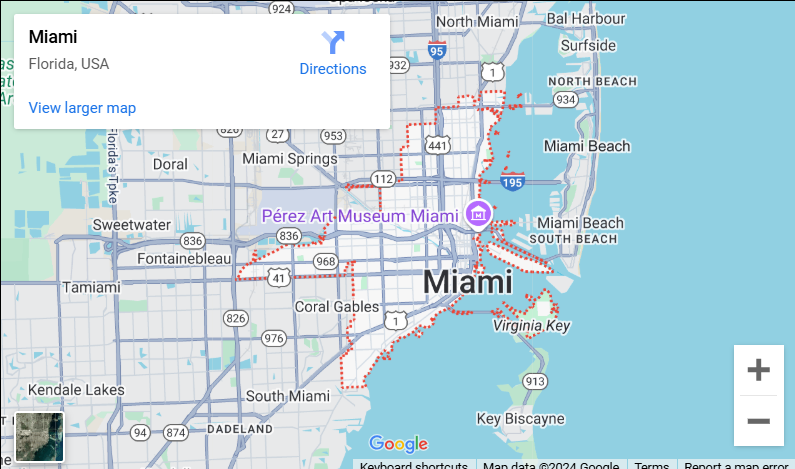 924
Miami
Florida, USA
Directions
View larger map
North Miami
Bal Harbour
Surfside
95
932
1
NORTH BEACH
934
27
953
441
Miami Beach
Miami Springs
Doral
Florida's Tpke
112
195
Pérez Art Museum Miami
Sweetwater
836
836
Miami Beach
SOUTH BEACH
Fontainebleau
968
41
Miami
Tamiami
Coral Gables
826
1
Virginia Key
976
913
Kendale Lakes
South Miami
Key Biscayne
94
874
DADELAND
Google
Keyboard shortcuts
Map data ©2024 Google
Terms
Report a map error